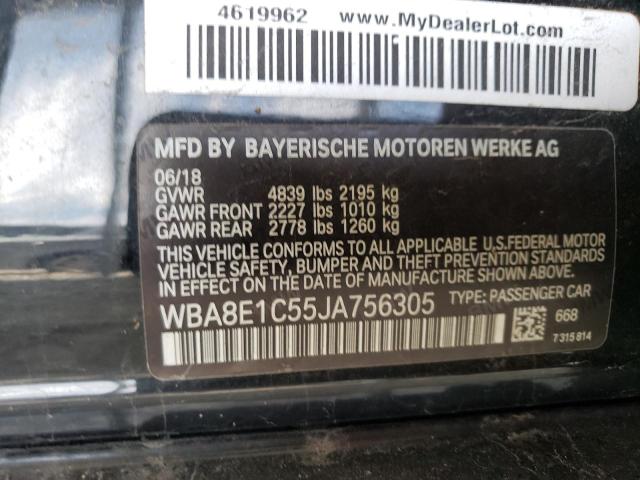 4619962 www.MyDealerLot.com
MFD BY BAYERISCHE MOTOREN WERKE AG
06/18
GVWR 4839 lbs 2195 kg
GAWR FRONT 2227 lbs 1010 kg
GAWR REAR 2778 lbs 1260 kg
THIS VEHICLE CONFORMS TO ALL APPLICABLE U.S.FEDERAL MOTOR
VEHICLE SAFETY, BUMPER AND THEFT PREVENTION STANDARDS
IN EFFECT ON THE DATE OF MANUFACTURE SHOWN ABOVE.
WBA8E1C55JA756305 TYPE: PASSENGER CAR
668
7315814